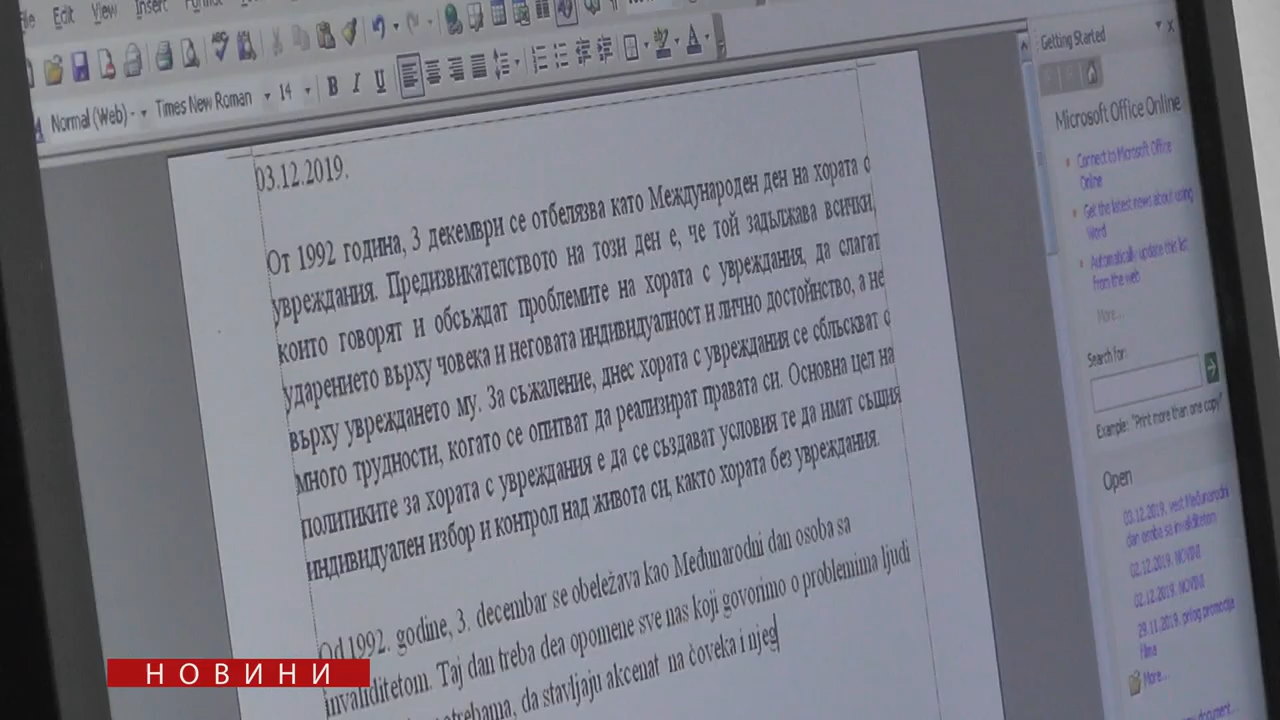 Edit View Insert Format
Normal (Web) - Times New Roman 14 B I U
03.12.2019.
От 1992 година, 3 декември се отбелязва като Международен ден на хората с
увреждания. Предизвикателството на този ден е, че той задължава всички,
които говорят и обсъждат проблемите на хората с увреждания, да слагат
ударението върху човека и неговата индивидуалност и лично достойнство, а не
върху увреждането му. За съжаление, днес хората с увреждания се сблъскват с
много трудности, когато се опитват да реализират правата си. Основна цел на
политиките за хората с увреждания е да се създават условия те да имат същия
индивидуален избор и контрол над живота си, както хората без увреждания.
Od 1992. godine, 3. decembar se obeležava kao Međunarodni dan osoba sa
invaliditetom. Taj dan treba dea opomene sve nas koji govorimo o problemima ljudi
da stavljaju akcenat na čoveka i njeg
Getting Started
Microsoft Office Online
Connect to Microsoft Office
Online
Get the latest news about using
Word
Automatically update this list
from the web
More...
Search for:
Example: "Print more than one copy"
Open
03.12.2019. vest Međunarodni
dan osoba sa invaliditetom
02.12.2019. NOVINI
02.12.2019. NOVINI
29.11.2019. prilog promocija
filma
More...
НОВИНИ